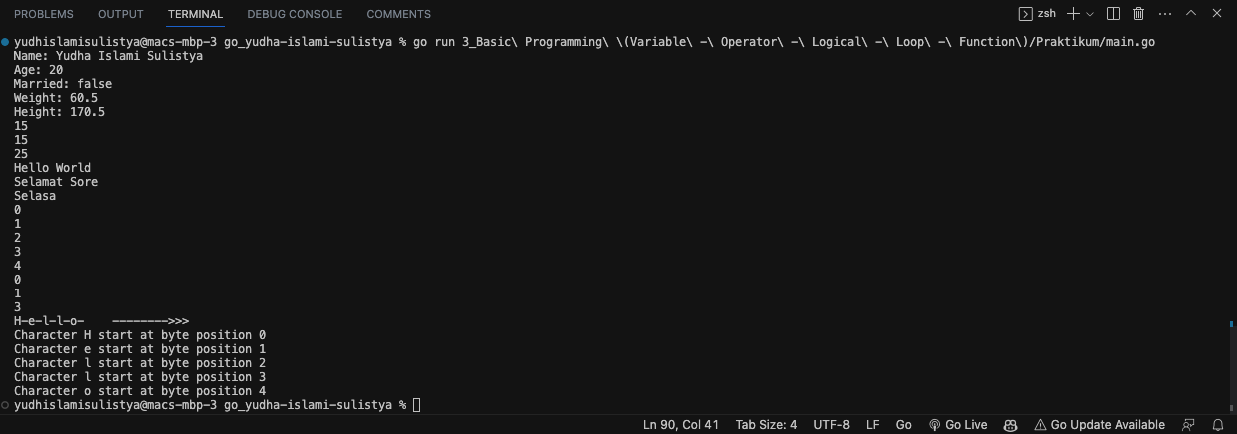 PROBLEMS OUTPUT TERMINAL DEBUG CONSOLE COMMENTS zsh
yudhislamisulistya@macs-mbp-3 go_yudha-islami-sulistya % go run 3_Basic\ Programming\ \(Variable\ -\ Operator\ -\ Logical\ -\ Loop\ -\ Function\)/Praktikum/main.go
Name: Yudha Islami Sulistya
Age: 20
Married: false
Weight: 60.5
Height: 170.5
15
15
25
Hello World
Selamat Sore
Selasa
0
1
2
3
4
0
1
3
H-e-l-l-o-    -------->>>
Character H start at byte position 0
Character e start at byte position 1
Character l start at byte position 2
Character l start at byte position 3
Character o start at byte position 4
yudhislamisulistya@macs-mbp-3 go_yudha-islami-sulistya %
Ln 90, Col 41 Tab Size: 4 UTF-8 LF Go Go Live Go Update Available